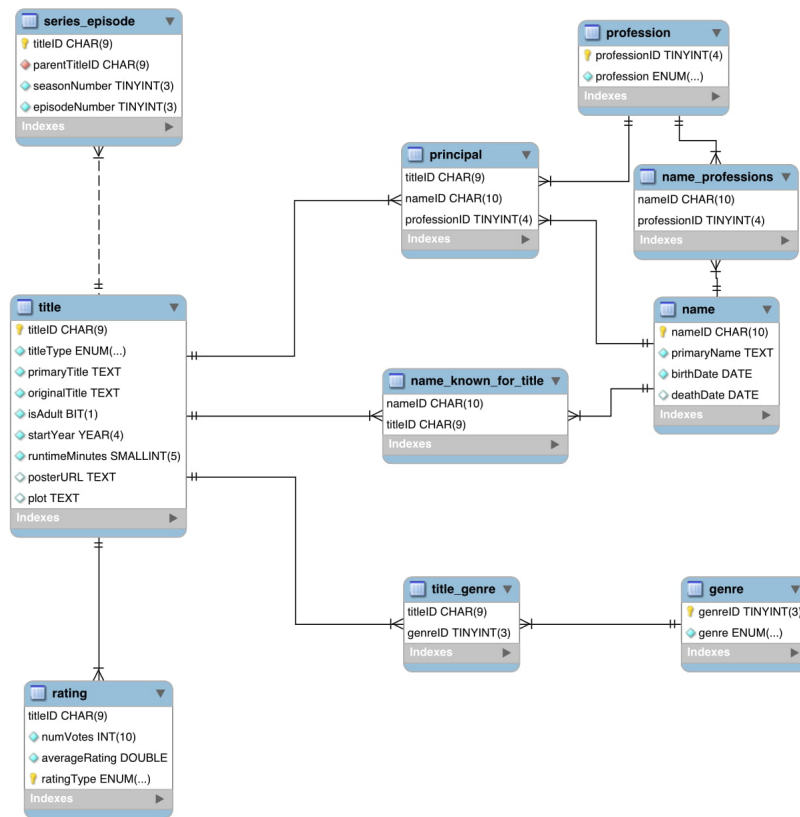 series_episode
titleID CHAR(9)
parentTitleID CHAR(9)
seasonNumber TINYINT(3)
episodeNumber TINYINT(3)
Indexes
profession
professionID TINYINT(4)
profession ENUM(...)
Indexes
principal
titleID CHAR(9)
nameID CHAR(10)
professionID TINYINT(4)
Indexes
name_professions
nameID CHAR(10)
professionID TINYINT(4)
Indexes
title
titleID CHAR(9)
titleType ENUM(...)
primaryTitle TEXT
originalTitle TEXT
isAdult BIT(1)
startYear YEAR(4)
runtimeMinutes SMALLINT(5)
posterURL TEXT
plot TEXT
Indexes
name
nameID CHAR(10)
primaryName TEXT
birthDate DATE
deathDate DATE
Indexes
name_known_for_title
nameID CHAR(10)
titleID CHAR(9)
Indexes
title_genre
titleID CHAR(9)
genreID TINYINT(3)
Indexes
genre
genreID TINYINT(3)
genre ENUM(...)
Indexes
rating
titleID CHAR(9)
numVotes INT(10)
averageRating DOUBLE
ratingType ENUM(...)
Indexes